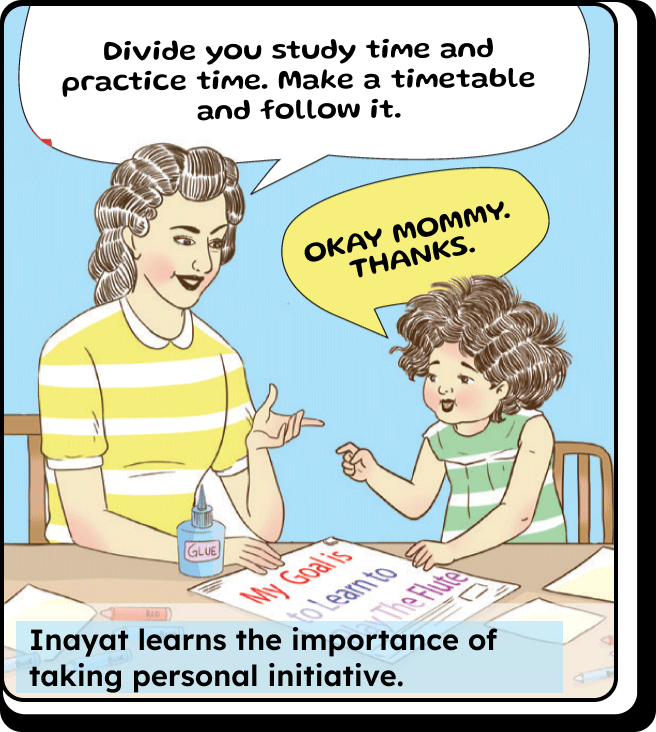 Divide you study time and
practice time. Make a timetable
and follow it.
OKAY MOMMY.
THANKS.
GLUE
My Goal is
to Learn to
Play The Flute
RED
Inayat learns the importance of
taking personal initiative.